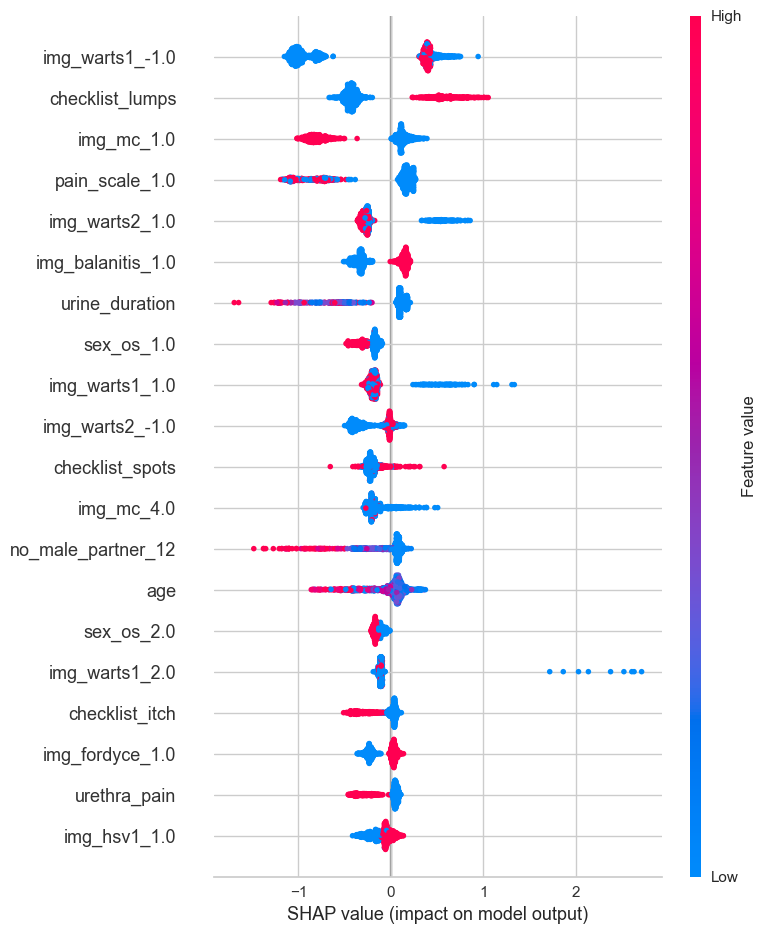 High
img_warts1_-1.0
checklist_lumps
img_mc_1.0
pain_scale_1.0
img_warts2_1.0
img_balanitis_1.0
urine_duration
sex_os_1.0
img_warts1_1.0
img_warts2_-1.0
checklist_spots
img_mc_4.0
no_male_partner_12
age
sex_os_2.0
img_warts1_2.0
checklist_itch
img_fordyce_1.0
urethra_pain
img_hsv1_1.0
Feature value
Low
−1 0 1 2
SHAP value (impact on model output)